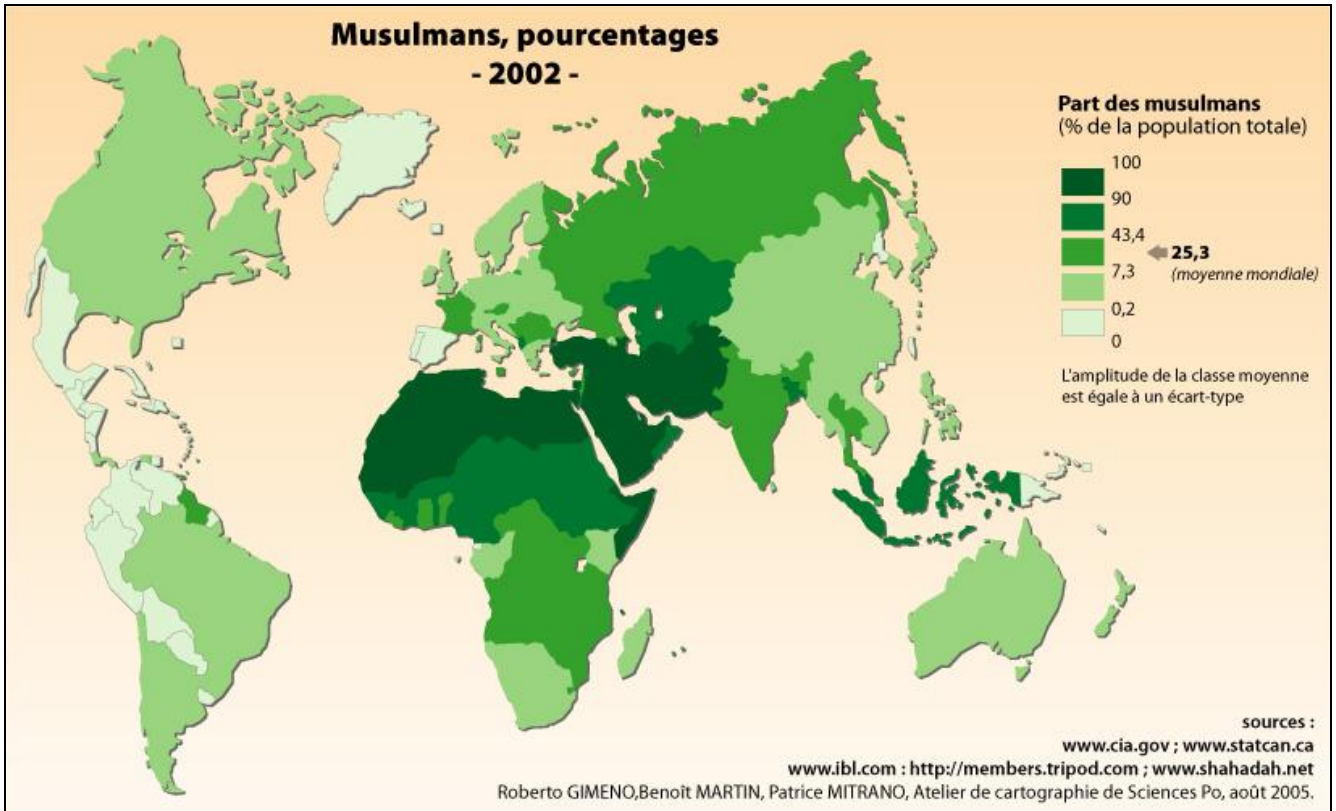 Musulmans, pourcentages
- 2002 -
Part des musulmans
(% de la population totale)
100
90
43,4
25,3
(moyenne mondiale)
7,3
0,2
0
L'amplitude de la classe moyenne
est égale à un écart-type
sources :
www.cia.gov ; www.statcan.ca
www.ibl.com : http://members.tripod.com ; www.shahadah.net
Roberto GIMENO,Benoît MARTIN, Patrice MITRANO, Atelier de cartographie de Sciences Po, août 2005.